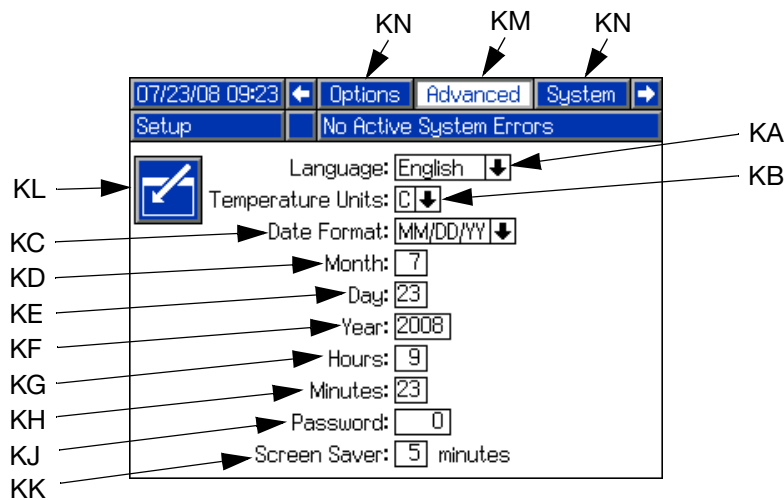 KN KM KN
07/23/08 09:23 Options Advanced System
Setup No Active System Errors
Language: English KA
KL Temperature Units: C KB
KC Date Format: MM/DD/YY
KD Month: 7
KE Day: 23
KF Year: 2008
KG Hours: 9
KH Minutes: 23
KJ Password: 0
KK Screen Saver: 5 minutes